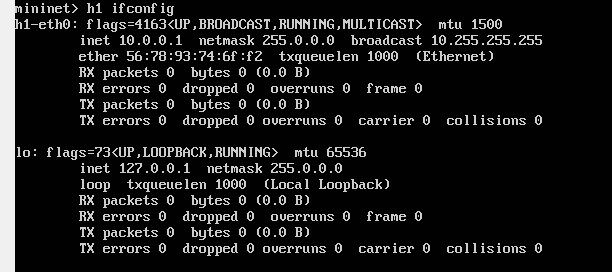 mininet> h1 ifconfig
h1-eth0: flags=4163<UP,BROADCAST,RUNNING,MULTICAST>  mtu 1500
        inet 10.0.0.1  netmask 255.0.0.0  broadcast 10.255.255.255
        ether 56:78:93:74:6f:f2  txqueuelen 1000  (Ethernet)
        RX packets 0  bytes 0 (0.0 B)
        RX errors 0  dropped 0  overruns 0  frame 0
        TX packets 0  bytes 0 (0.0 B)
        TX errors 0  dropped 0 overruns 0  carrier 0  collisions 0

lo: flags=73<UP,LOOPBACK,RUNNING>  mtu 65536
        inet 127.0.0.1  netmask 255.0.0.0
        loop  txqueuelen 1000  (Local Loopback)
        RX packets 0  bytes 0 (0.0 B)
        RX errors 0  dropped 0  overruns 0  frame 0
        TX packets 0  bytes 0 (0.0 B)
        TX errors 0  dropped 0 overruns 0  carrier 0  collisions 0